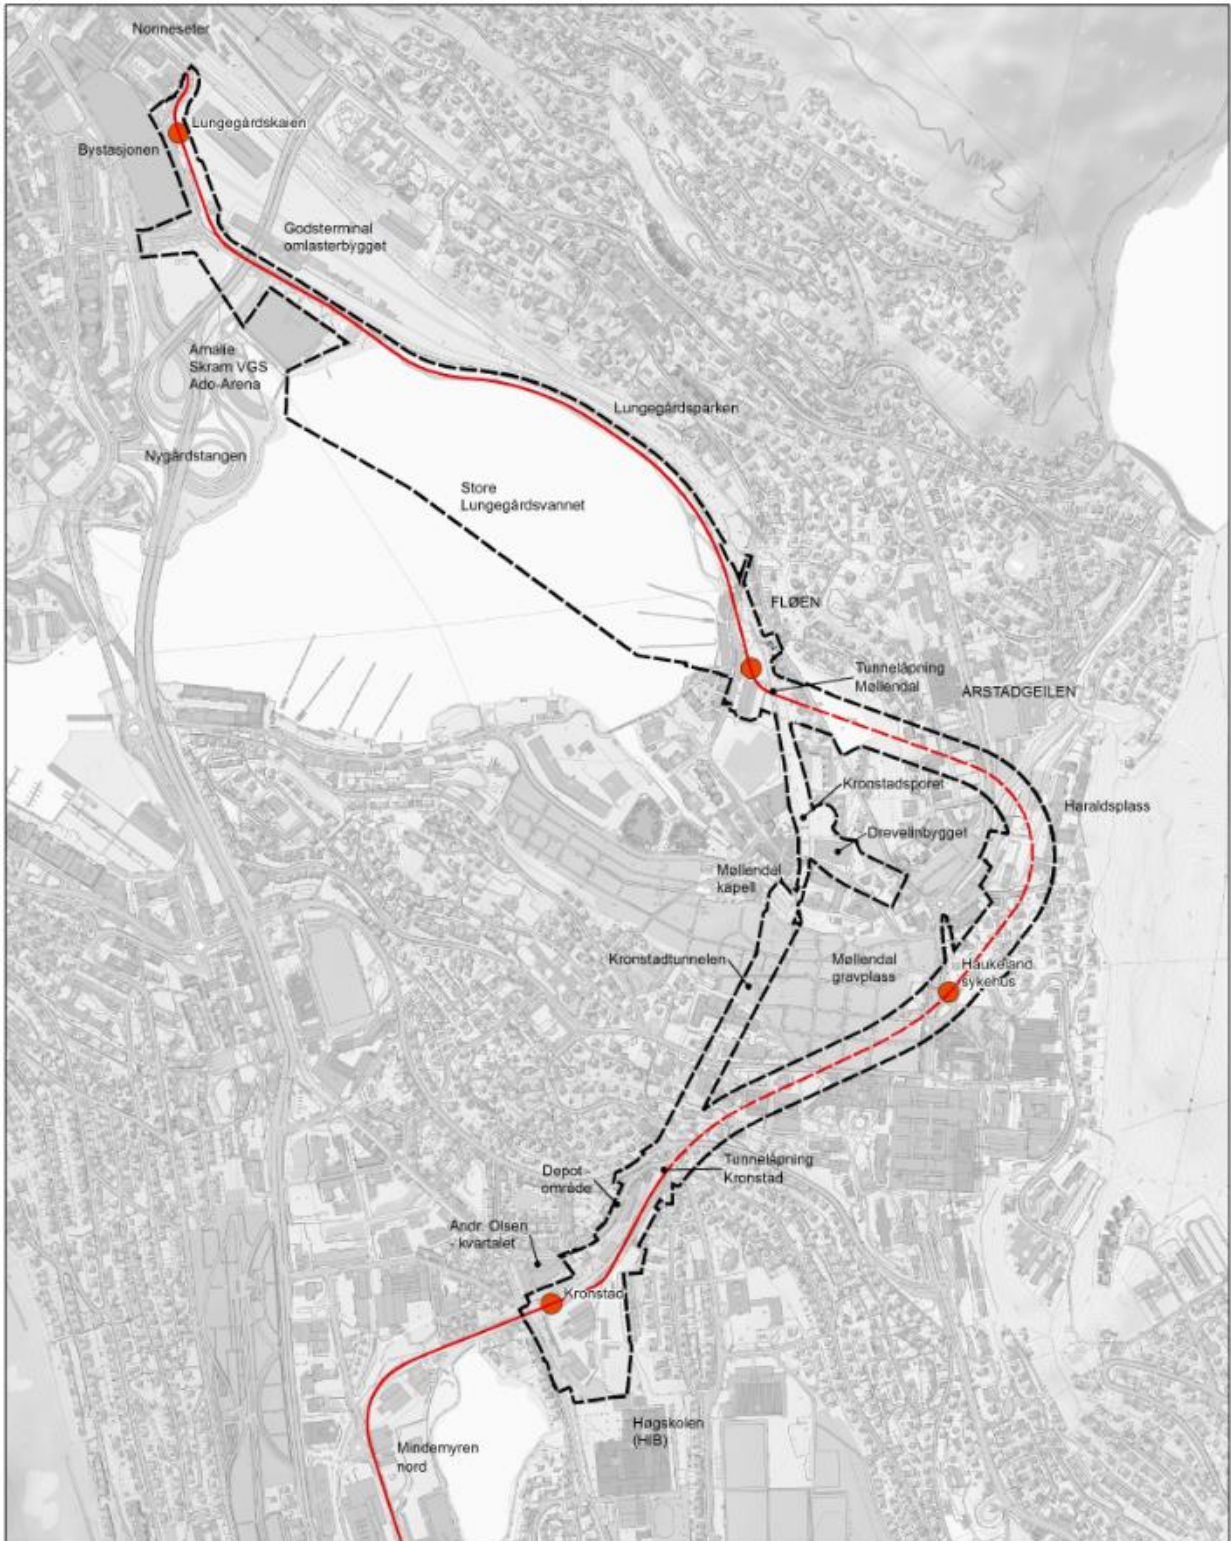 Nonneseter
Lungegårdskaien
Bystasjonen
Godsterminal
omlasterbygget
Amalie
Skram VGS
Ado-Arena
Lungegårdsparken
Nygårdstangen
Store
Lungegårdsvannet
FLØEN
Tunnelåpning
Møllendal
ÅRSTADGEILEN
Kronstadsporet
Haraldsplass
Drevelinbygget
Møllendal
kapell
Kronstadtunnelen
Møllendal
gravplass
Haukeland
sykehus
Tunnelåpning
Kronstad
Depot-
område
Andr. Olsen
- kvartalet
Kronstad
Høgskolen
(HIB)
Mindemyren
nord